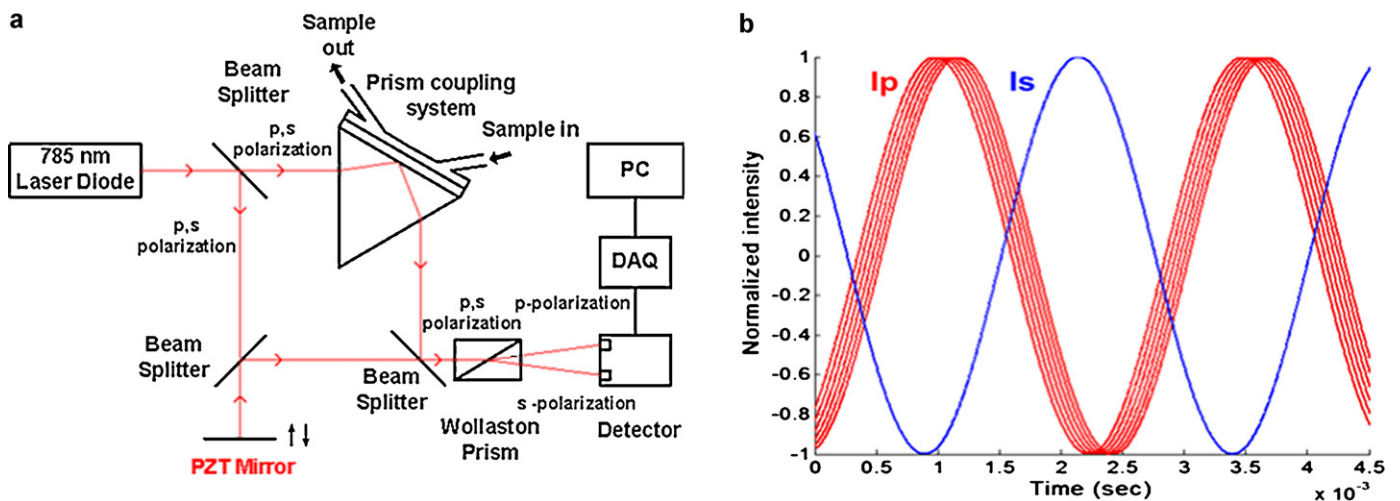 a
Sample
out
Beam
Splitter
Prism coupling
system
p,s
polarization
Sample in
785 nm
Laser Diode
PC
p,s
polarization
DAQ
p,s
polarization
p-polarization
Beam
Splitter
Beam
Splitter
s-polarization
Wollaston
Prism
Detector
PZT Mirror
b
Ip
Is
Normalized intensity
1
0.8
0.6
0.4
0.2
0
-0.2
-0.4
-0.6
-0.8
-1
0
0.5
1
1.5
2
2.5
3
3.5
4
4.5
Time (sec)
x 10⁻³